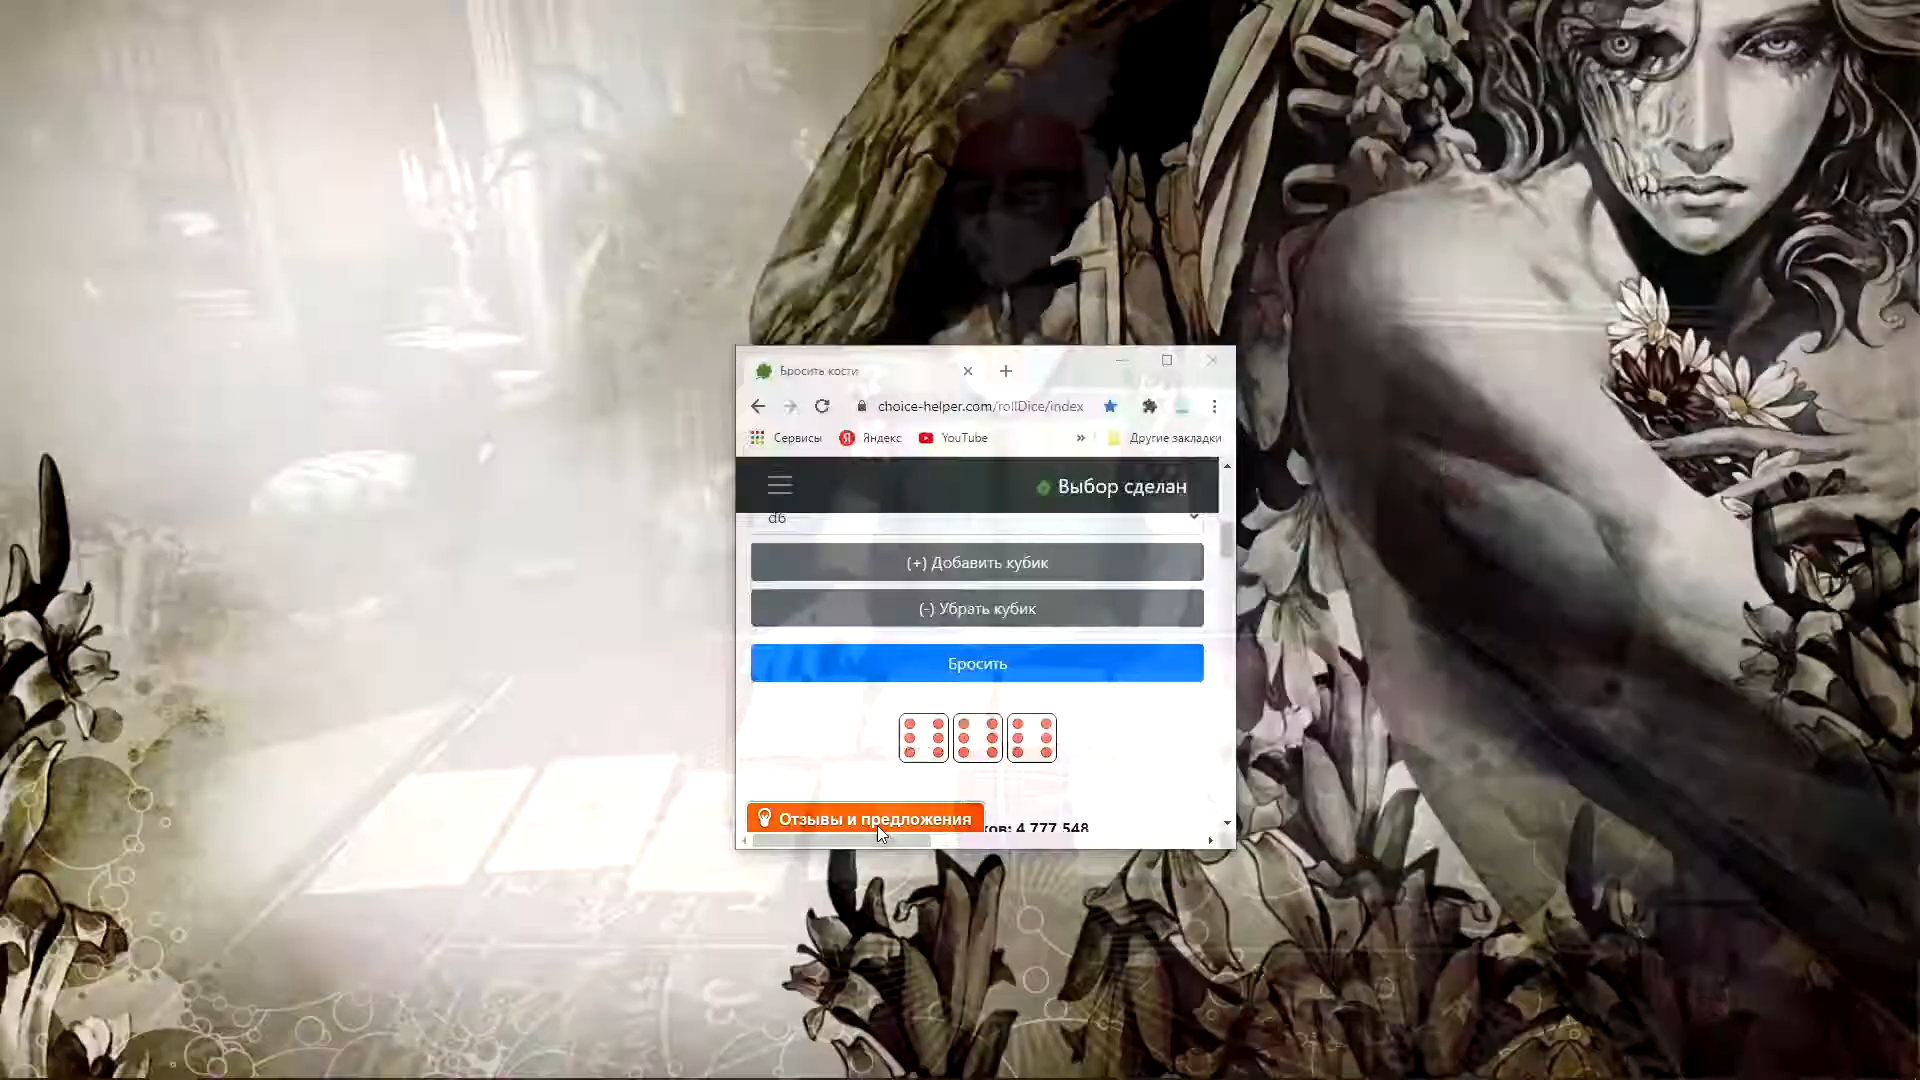 Бросить кости
choice-helper.com/rollDice/index
Сервисы Яндекс YouTube » Другие закладки
Выбор сделан
d6
(+) Добавить кубик
(-) Убрать кубик
Бросить
Отзывы и предложения
ков: 4 777 548